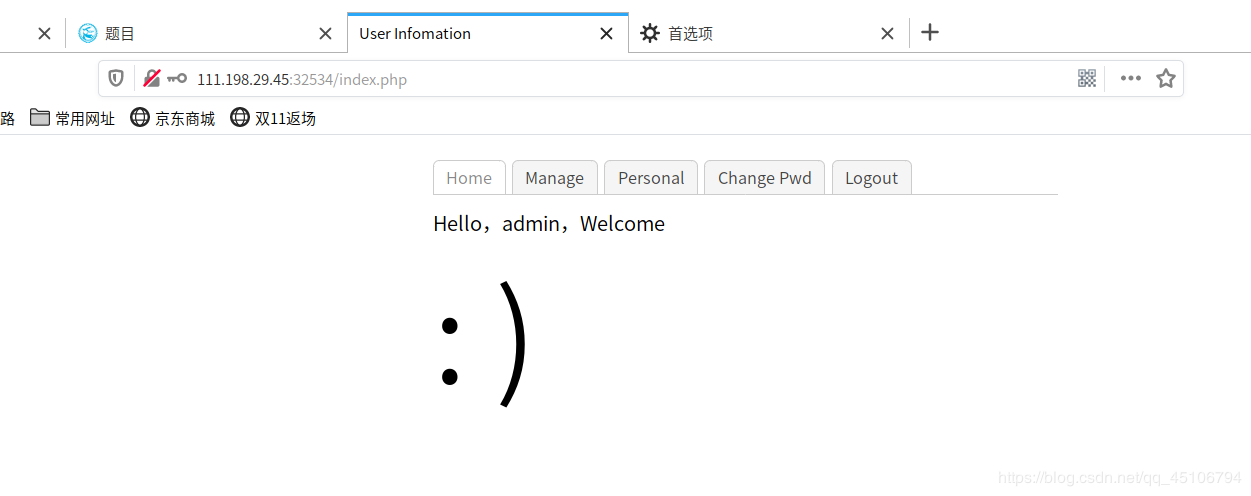 题目 User Infomation 首选项
111.198.29.45:32534/index.php
路 常用网址 京东商城 双11返场
Home Manage Personal Change Pwd Logout
Hello，admin，Welcome
:)
https://blog.csdn.net/qq_45106794